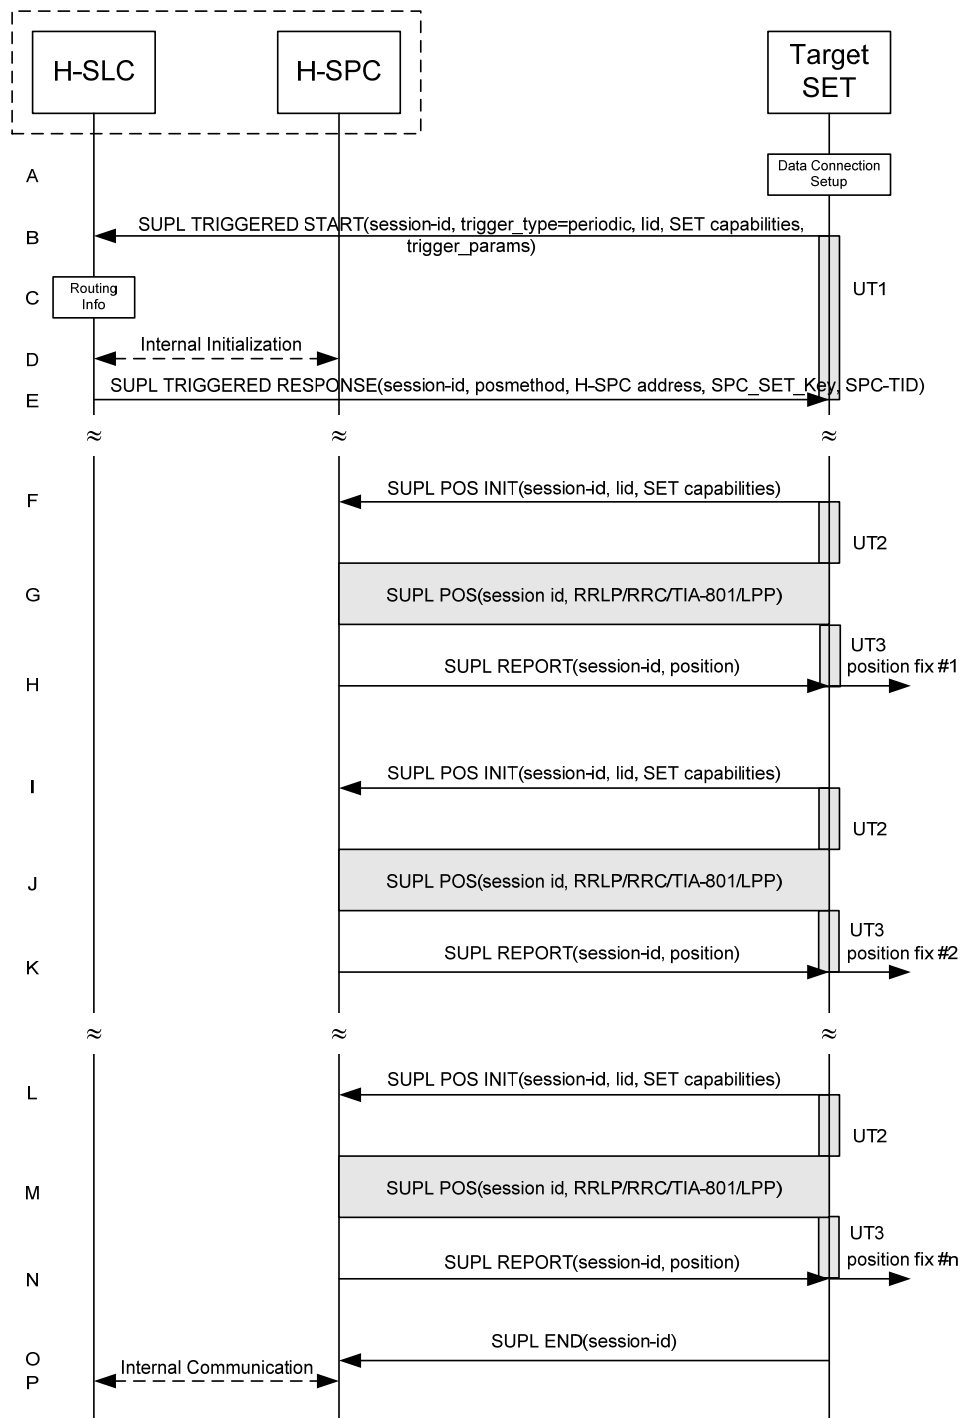 H-SLC
H-SPC
Target
SET
A
Data Connection
Setup
B
SUPL TRIGGERED START(session-id, trigger_type=periodic, lid, SET capabilities,
trigger_params)
C
Routing
Info
UT1
D
Internal Initialization
E
SUPL TRIGGERED RESPONSE(session-id, posmethod, H-SPC address, SPC_SET_Key, SPC-TID)
≈ ≈ ≈
F
SUPL POS INIT(session-id, lid, SET capabilities)
UT2
G
SUPL POS(session id, RRLP/RRC/TIA-801/LPP)
UT3
H
SUPL REPORT(session-id, position)
position fix #1
I
SUPL POS INIT(session-id, lid, SET capabilities)
UT2
J
SUPL POS(session id, RRLP/RRC/TIA-801/LPP)
UT3
K
SUPL REPORT(session-id, position)
position fix #2
≈ ≈ ≈
L
SUPL POS INIT(session-id, lid, SET capabilities)
UT2
M
SUPL POS(session id, RRLP/RRC/TIA-801/LPP)
UT3
N
SUPL REPORT(session-id, position)
position fix #n
O
SUPL END(session-id)
P
Internal Communication